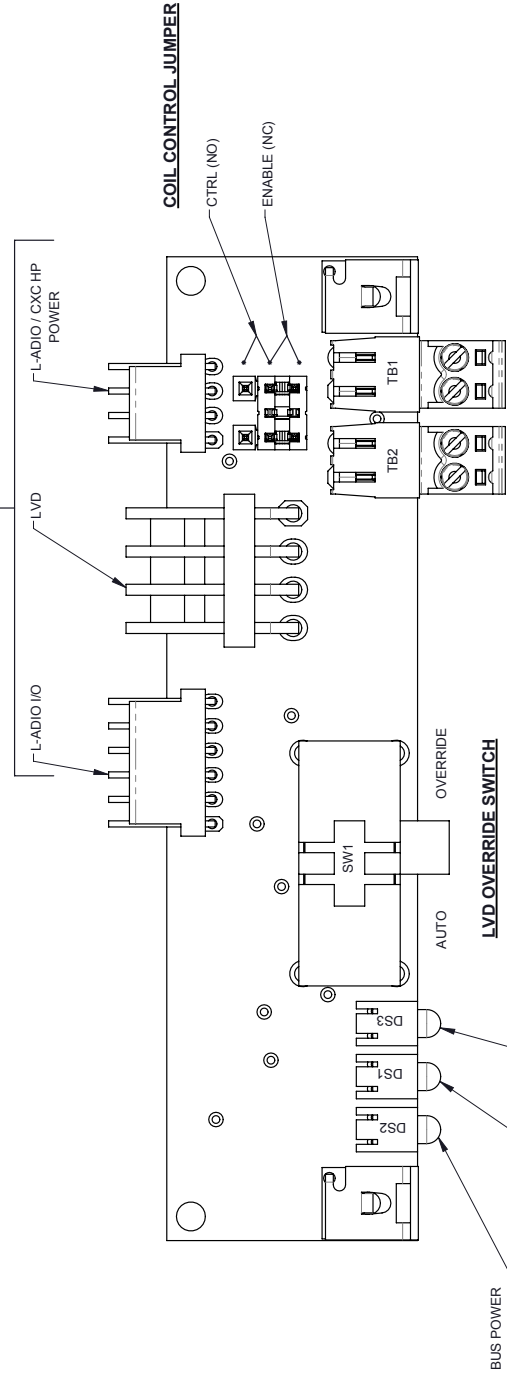 L-ADIO I/O
LVD
L-ADIO / CXC HP
POWER
COIL CONTROL JUMPER
CTRL (NO)
ENABLE (NC)
DS2
DS1
DS3
SW1
TB2
TB1
AUTO
OVERRIDE
LVD OVERRIDE SWITCH
BUS POWER